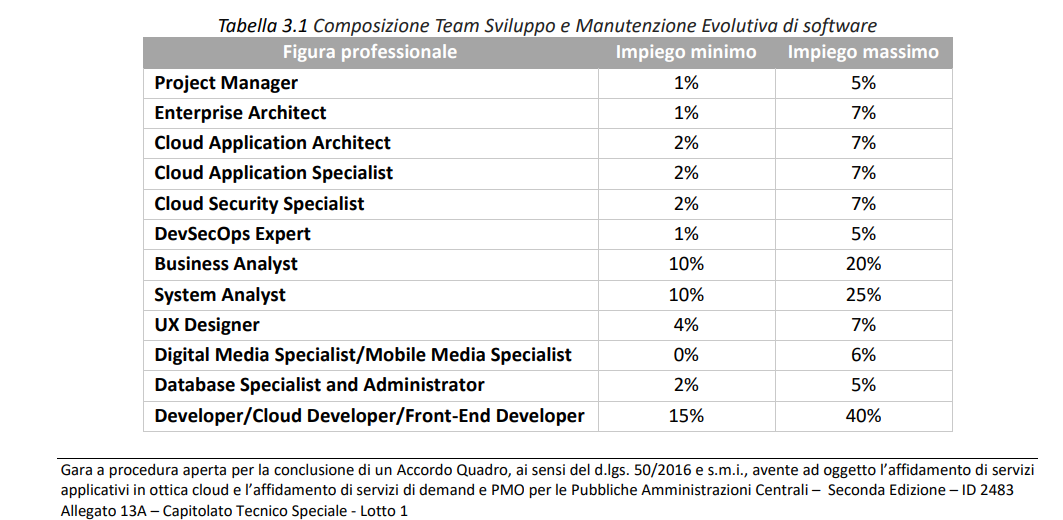 Tabella 3.1 Composizione Team Sviluppo e Manutenzione Evolutiva di software
Figura professionale Impiego minimo Impiego massimo
Project Manager 1% 5%
Enterprise Architect 1% 7%
Cloud Application Architect 2% 7%
Cloud Application Specialist 2% 7%
Cloud Security Specialist 2% 7%
DevSecOps Expert 1% 5%
Business Analyst 10% 20%
System Analyst 10% 25%
UX Designer 4% 7%
Digital Media Specialist/Mobile Media Specialist 0% 6%
Database Specialist and Administrator 2% 5%
Developer/Cloud Developer/Front-End Developer 15% 40%
Gara a procedura aperta per la conclusione di un Accordo Quadro, ai sensi del d.lgs. 50/2016 e s.m.i., avente ad oggetto l’affidamento di servizi
applicativi in ottica cloud e l’affidamento di servizi di demand e PMO per le Pubbliche Amministrazioni Centrali – Seconda Edizione – ID 2483
Allegato 13A – Capitolato Tecnico Speciale - Lotto 1